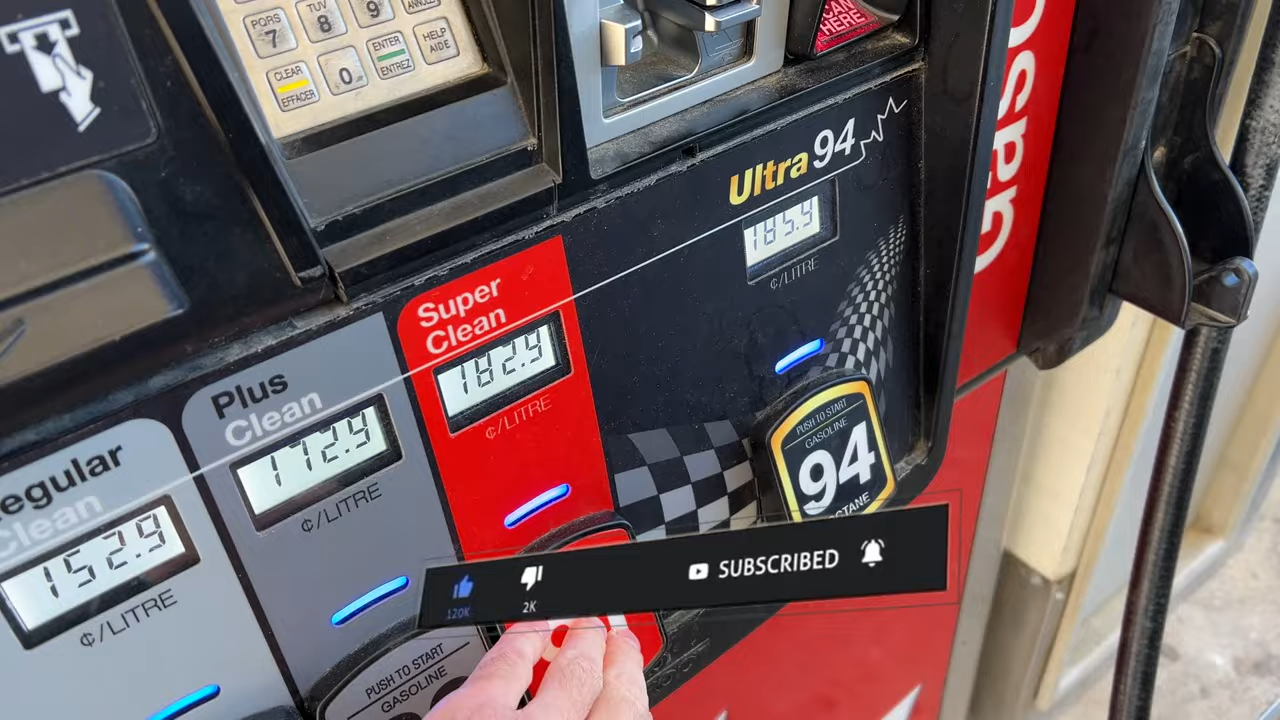 PQRS
7
TUV
8
9
CLEAR
EFFACER
0
ENTER
ENTREZ
HELP
AIDE
HERE
Ultra 94
185.9
¢/LITRE
Super
Clean
182.9
¢/LITRE
Plus
Clean
172.9
¢/LITRE
egular
Clean
152.9
¢/LITRE
PUSH TO START
GASOLINE
94
PUSH TO START
GASOLINE
120K
2K
SUBSCRIBED